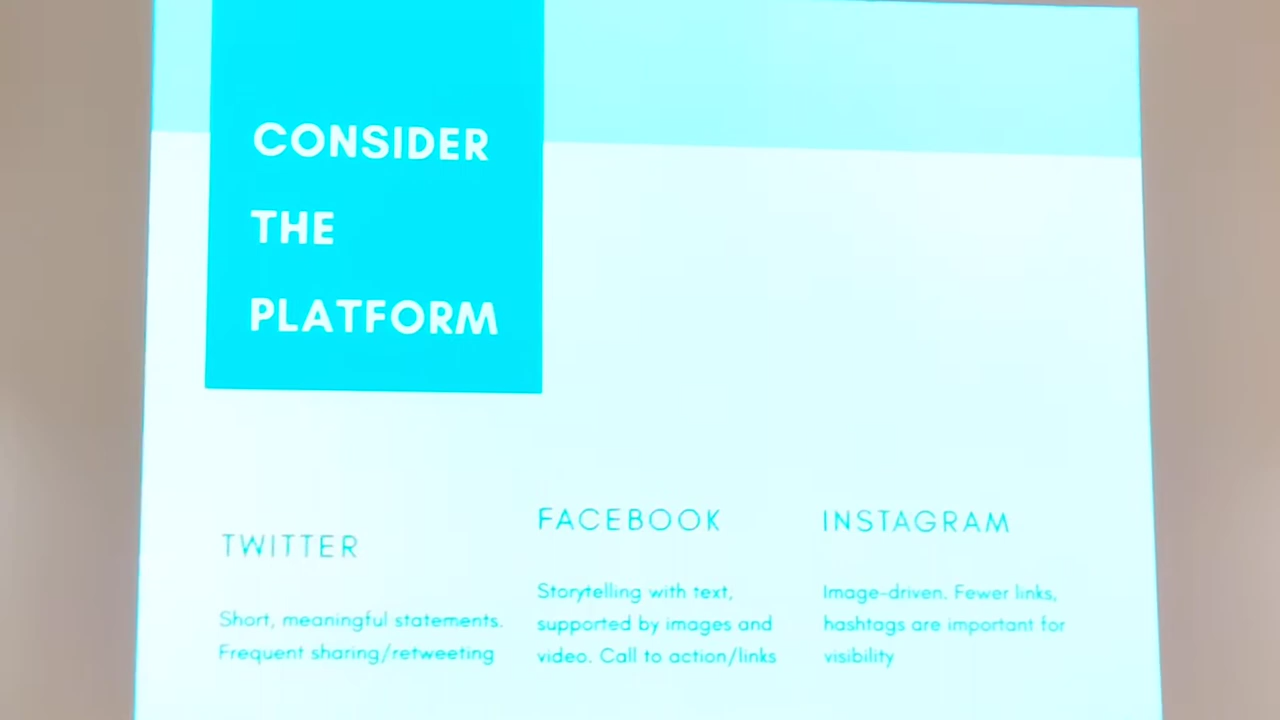 CONSIDER
THE
PLATFORM
TWITTER
Short, meaningful statements.
Frequent sharing/retweeting
FACEBOOK
Storytelling with text,
supported by images and
video. Call to action/links
INSTAGRAM
Image-driven. Fewer links,
hashtags are important for
visibility